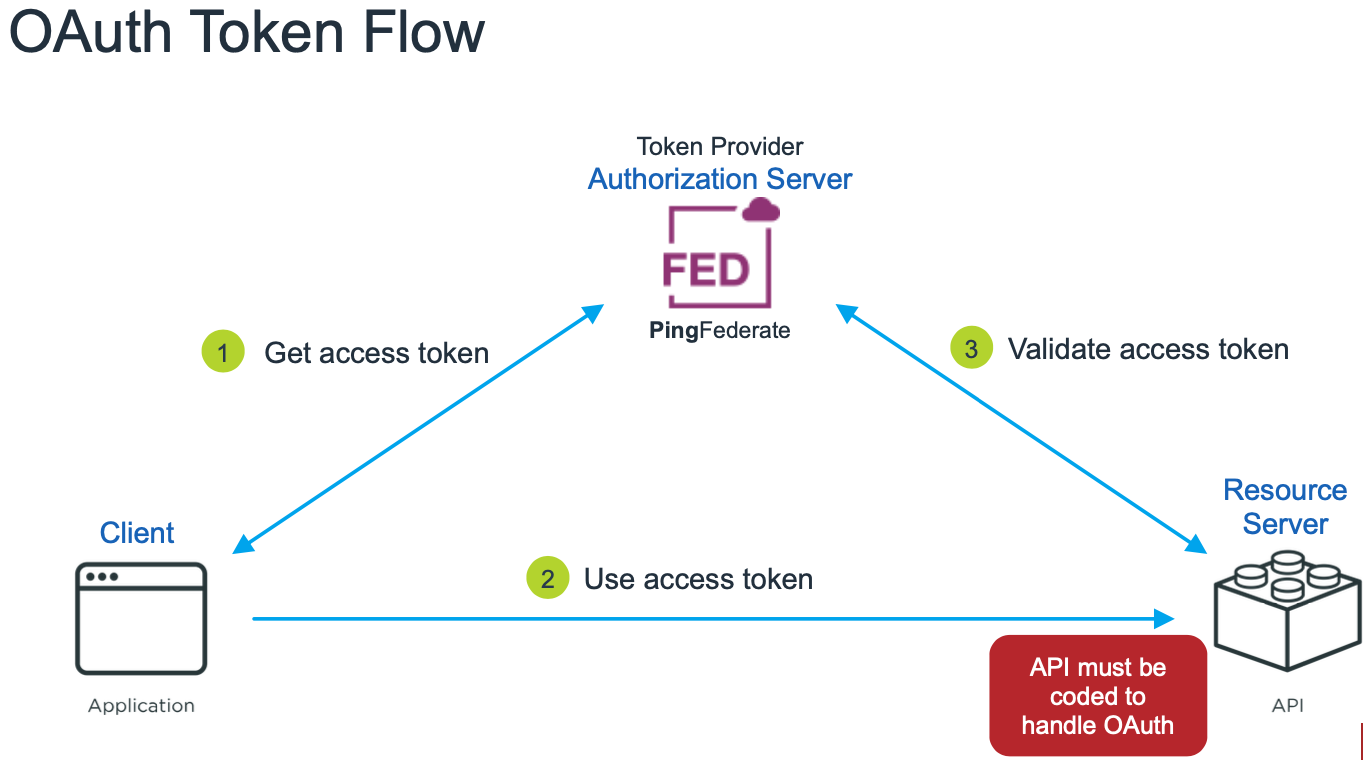 OAuth Token Flow
Token Provider
Authorization Server
FED
PingFederate
1 Get access token
3 Validate access token
Client
Resource
Server
2 Use access token
API must be
coded to
handle OAuth
Application
API